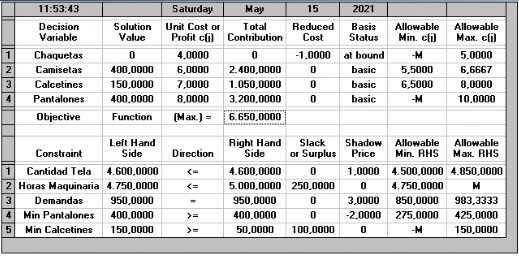 11:53:43 Saturday May 15 2021
Decision Solution Unit Cost or Total Reduced Basis Allowable Allowable
Variable Value Profit c(j) Contribution Cost Status Min. c(j) Max. c(j)
1 Chaquetas 0 4,0000 0 -1,0000 at bound -M 5,0000
2 Camisetas 400,0000 6,0000 2.400,0000 0 basic 5,5000 6,6667
3 Calcetines 150,0000 7,0000 1.050,0000 0 basic 6,5000 8,0000
4 Pantalones 400,0000 8,0000 3.200,0000 0 basic -M 10,0000
Objective Function (Max.) = 6.650,0000
Left Hand Right Hand Slack Shadow Allowable Allowable
Constraint Side Direction Side or Surplus Price Min. RHS Max. RHS
1 Cantidad Tela 4.600,0000 <= 4.600,0000 0 1,0000 4.500,0000 4.850,0000
2 Horas Maquinaria 4.750,0000 <= 5.000,0000 250,0000 0 4.750,0000 M
3 Demandas 950,0000 = 950,0000 0 3,0000 850,0000 983,3333
4 Min Pantalones 400,0000 >= 400,0000 0 -2,0000 275,0000 425,0000
5 Min Calcetines 150,0000 >= 50,0000 100,0000 0 -M 150,0000